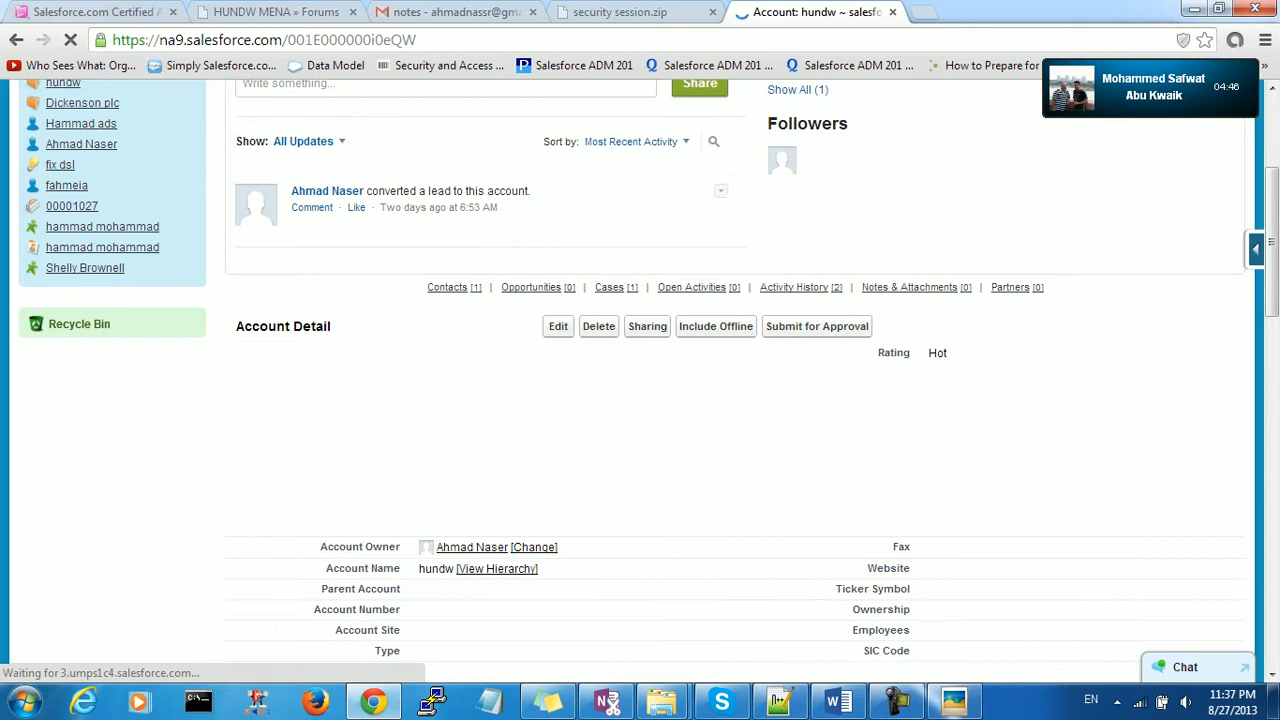 Salesforce.com Certified A
HUNDW MENA » Forums
notes - ahmadnassr@gma
security session.zip
Account: hundw ~ salesfo
https://na9.salesforce.com/001E000000i0eQW
Who Sees What: Org...
Simply Salesforce.co...
Data Model
Security and Access ...
Salesforce ADM 201
Salesforce ADM 201 ...
Salesforce ADM 201 ...
How to Prepare for
»
Mohammed Safwat
Abu Kwaik
04:46
hundw
Dickenson plc
Hammad ads
Ahmad Naser
fix dsl
fahmeia
00001027
hammad mohammad
hammad mohammad
Shelly Brownell
Recycle Bin
Write something...
Share
Show All (1)
Followers
Show: All Updates
Sort by: Most Recent Activity
Ahmad Naser converted a lead to this account.
Comment · Like · Two days ago at 6:53 AM
Contacts [1] | Opportunities [0] | Cases [1] | Open Activities [0] | Activity History [2] | Notes & Attachments [0] | Partners [0]
Account Detail
Edit
Delete
Sharing
Include Offline
Submit for Approval
Rating Hot
Account Owner Ahmad Naser [Change]
Fax
Account Name hundw [View Hierarchy]
Website
Parent Account
Ticker Symbol
Account Number
Ownership
Account Site
Employees
Type
SIC Code
Waiting for 3.umps1c4.salesforce.com...
Chat
EN
11:37 PM
8/27/2013